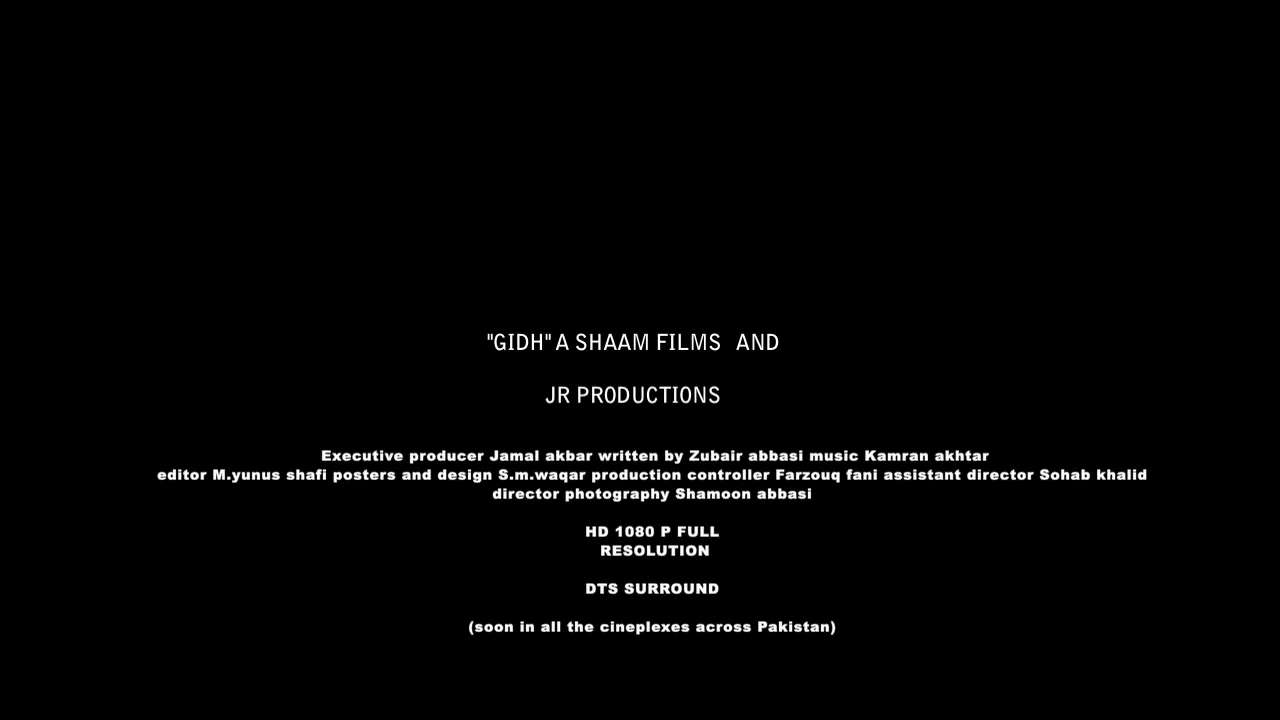 "GIDH" A SHAAM FILMS AND
JR PRODUCTIONS
Executive producer Jamal akbar written by Zubair abbasi music Kamran akhtar
editor M.yunus shafi posters and design S.m.waqar production controller Farzouq fani assistant director Sohab khalid
director photography Shamoon abbasi
HD 1080 P FULL
RESOLUTION
DTS SURROUND
(soon in all the cineplexes across Pakistan)